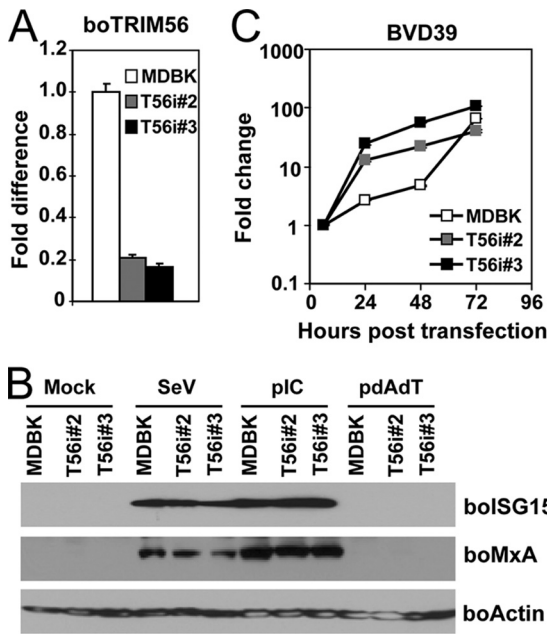 A
boTRIM56
Fold difference
1.2
1.0
0.8
0.6
0.4
0.2
0
MDBK
T56i#2
T56i#3
C
BVD39
Fold change
1000
100
10
1
0.1
MDBK
T56i#2
T56i#3
0
24
48
72
96
Hours post transfection
B
Mock
SeV
pIC
pdAdT
MDBK
T56i#2
T56i#3
MDBK
T56i#2
T56i#3
MDBK
T56i#2
T56i#3
MDBK
T56i#2
T56i#3
boISG15
boMxA
boActin